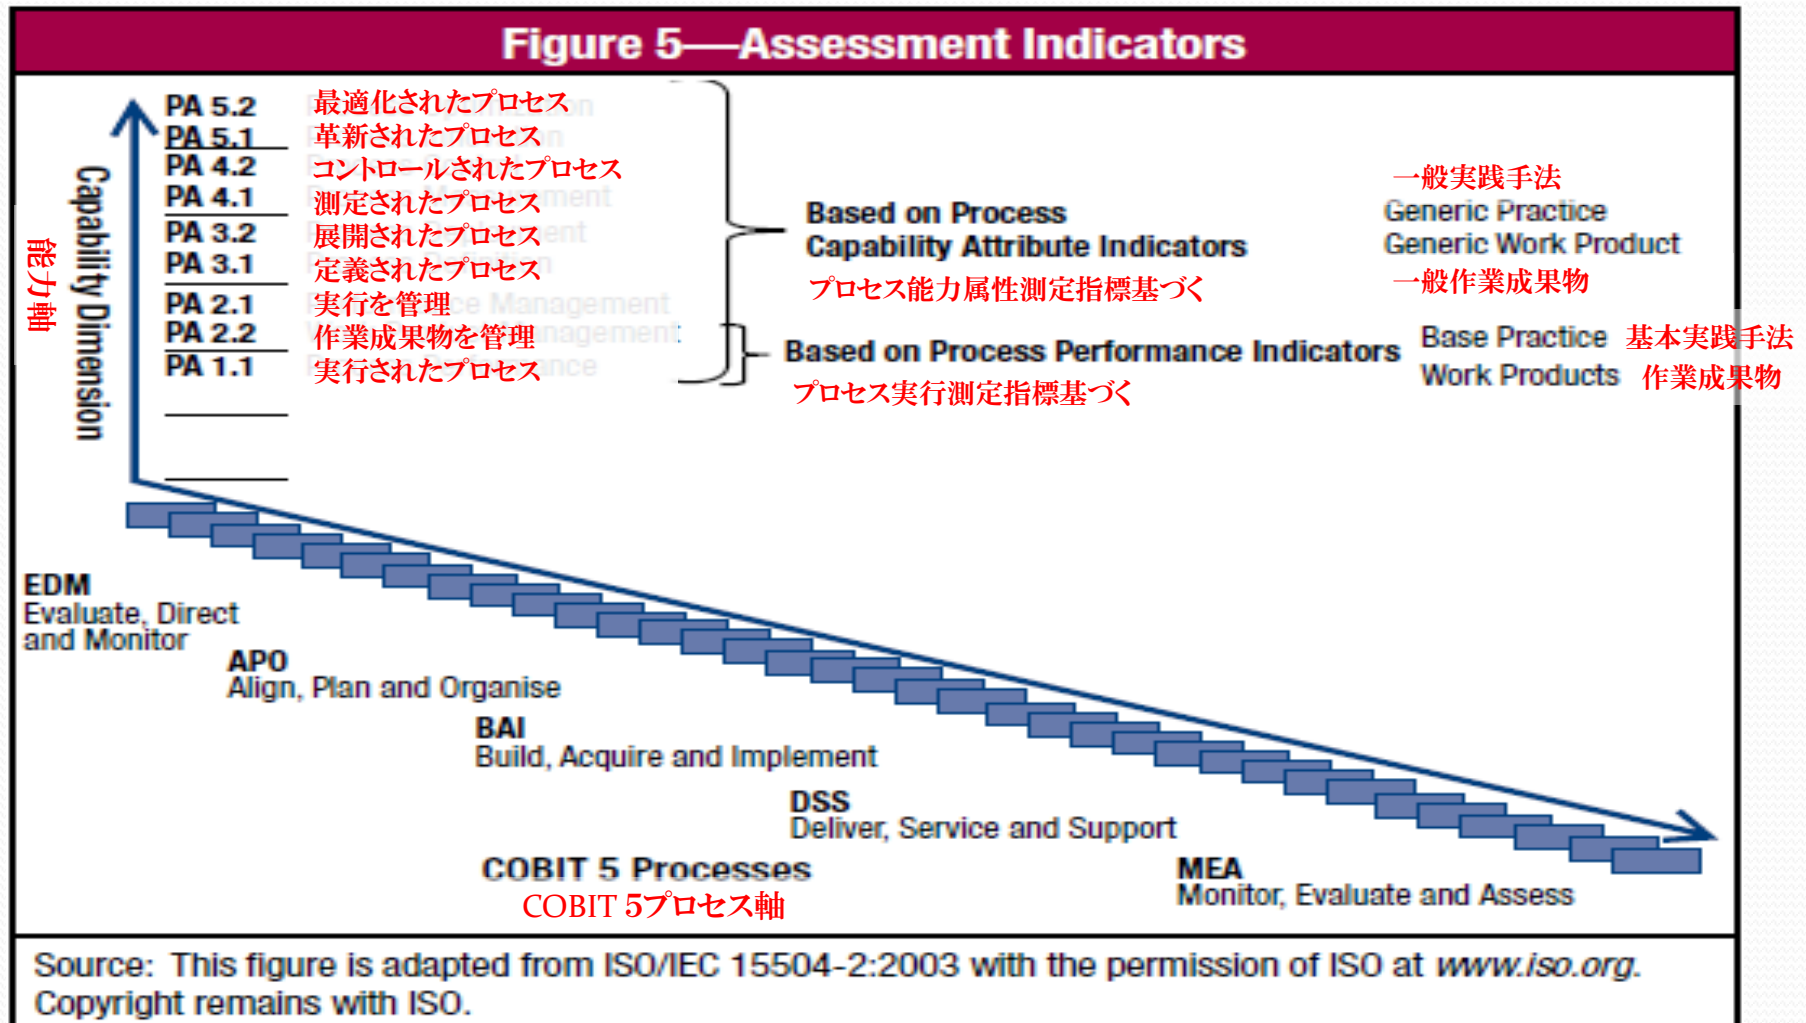 Figure 5—Assessment Indicators
PA 5.2 最適化されたプロセス
PA 5.1 革新されたプロセス
PA 4.2 コントロールされたプロセス
PA 4.1 測定されたプロセス
PA 3.2 展開されたプロセス
PA 3.1 定義されたプロセス
PA 2.1 実行を管理 Management
PA 2.2 作業成果物を管理
PA 1.1 実行されたプロセス
Capability Dimension
能力軸
Based on Process
Capability Attribute Indicators
プロセス能力属性測定指標基づく
一般実践手法
Generic Practice
Generic Work Product
一般作業成果物
Based on Process Performance Indicators
プロセス実行測定指標基づく
Base Practice 基本実践手法
Work Products 作業成果物
EDM
Evaluate, Direct
and Monitor
APO
Align, Plan and Organise
BAI
Build, Acquire and Implement
DSS
Deliver, Service and Support
MEA
Monitor, Evaluate and Assess
COBIT 5 Processes
COBIT 5プロセス軸
Source: This figure is adapted from ISO/IEC 15504-2:2003 with the permission of ISO at www.iso.org.
Copyright remains with ISO.